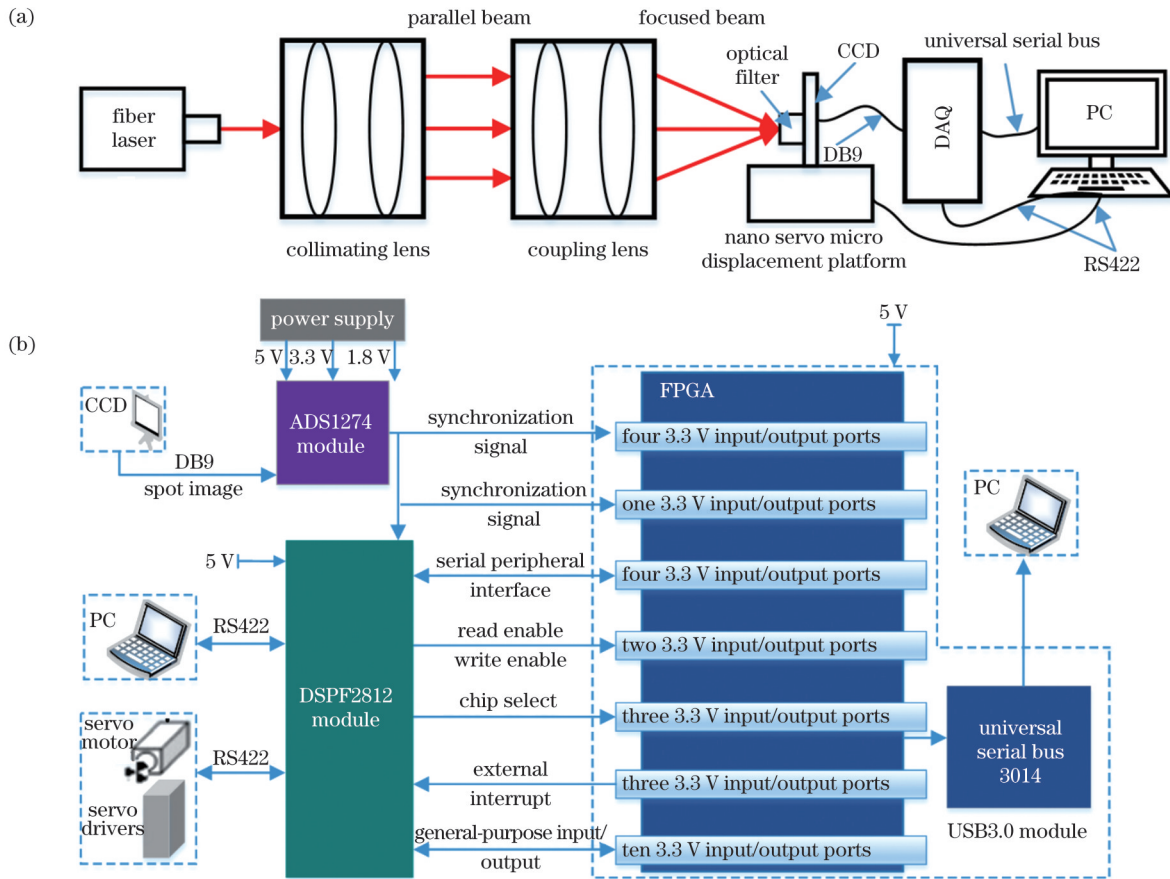 (a)
parallel beam
focused beam
universal serial bus
optical
filter
CCD
fiber
laser
DAQ
PC
DB9
collimating lens
coupling lens
nano servo micro
displacement platform
RS422
(b)
power supply
5 V 3.3 V 1.8 V
5 V
CCD
ADS1274
module
DB9
spot image
synchronization
signal
synchronization
signal
FPGA
four 3.3 V input/output ports
one 3.3 V input/output ports
four 3.3 V input/output ports
two 3.3 V input/output ports
three 3.3 V input/output ports
three 3.3 V input/output ports
ten 3.3 V input/output ports
PC
5 V
serial peripheral
interface
PC
RS422
read enable
write enable
DSPF2812
module
chip select
servo
motor
RS422
servo
drivers
external
interrupt
general-purpose input/
output
universal
serial bus
3014
USB3.0 module